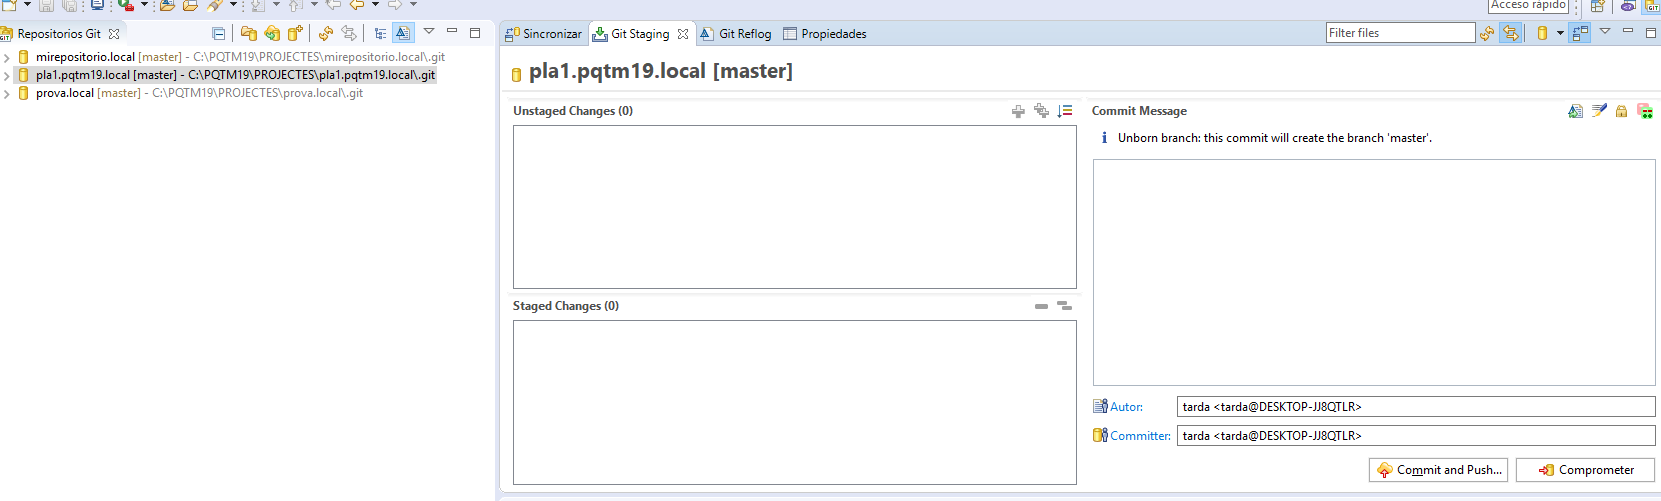 Acceso rápido
Repositorios Git
mirepositorio.local [master] - C:\PQTM19\PROJECTES\mirepositorio.local\.git
pla1.pqtm19.local [master] - C:\PQTM19\PROJECTES\pla1.pqtm19.local\.git
prova.local [master] - C:\PQTM19\PROJECTES\prova.local\.git
Sincronizar Git Staging Git Reflog Propiedades
Filter files
pla1.pqtm19.local [master]
Unstaged Changes (0)
Staged Changes (0)
Commit Message
Unborn branch: this commit will create the branch 'master'.
Autor: tarda <tarda@DESKTOP-JJ8QTLR>
Committer: tarda <tarda@DESKTOP-JJ8QTLR>
Commit and Push... Comprometer